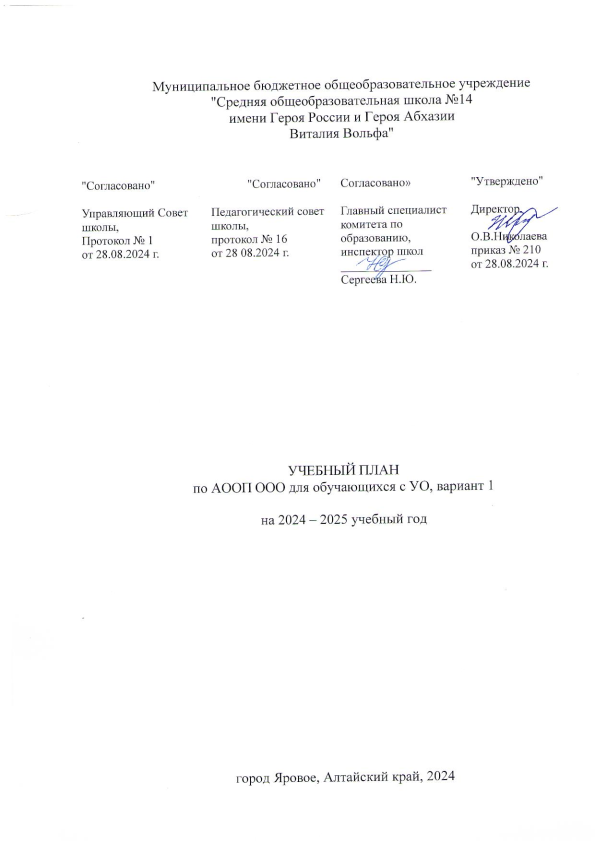 Муниципальное бюджетное общеобразовательное учреждение
"Средняя общеобразовательная школа №14
имени Героя России и Героя Абхазии
Виталия Вольфа"
"Согласовано"
Управляющий Совет
школы,
Протокол № 1
от 28.08.2024 г.
"Согласовано"
Педагогический совет
школы,
протокол № 16
от 28 08.2024 г.
Согласовано»
Главный специалист
комитета по
образованию,
инспектор школ
Сергеева Н.Ю.
"Утверждено"
Директор
О.В.Николаева
приказ № 210
от 28.08.2024 г.
УЧЕБНЫЙ ПЛАН
по АООП ООО для обучающихся с УО, вариант 1
на 2024 – 2025 учебный год
город Яровое, Алтайский край, 2024